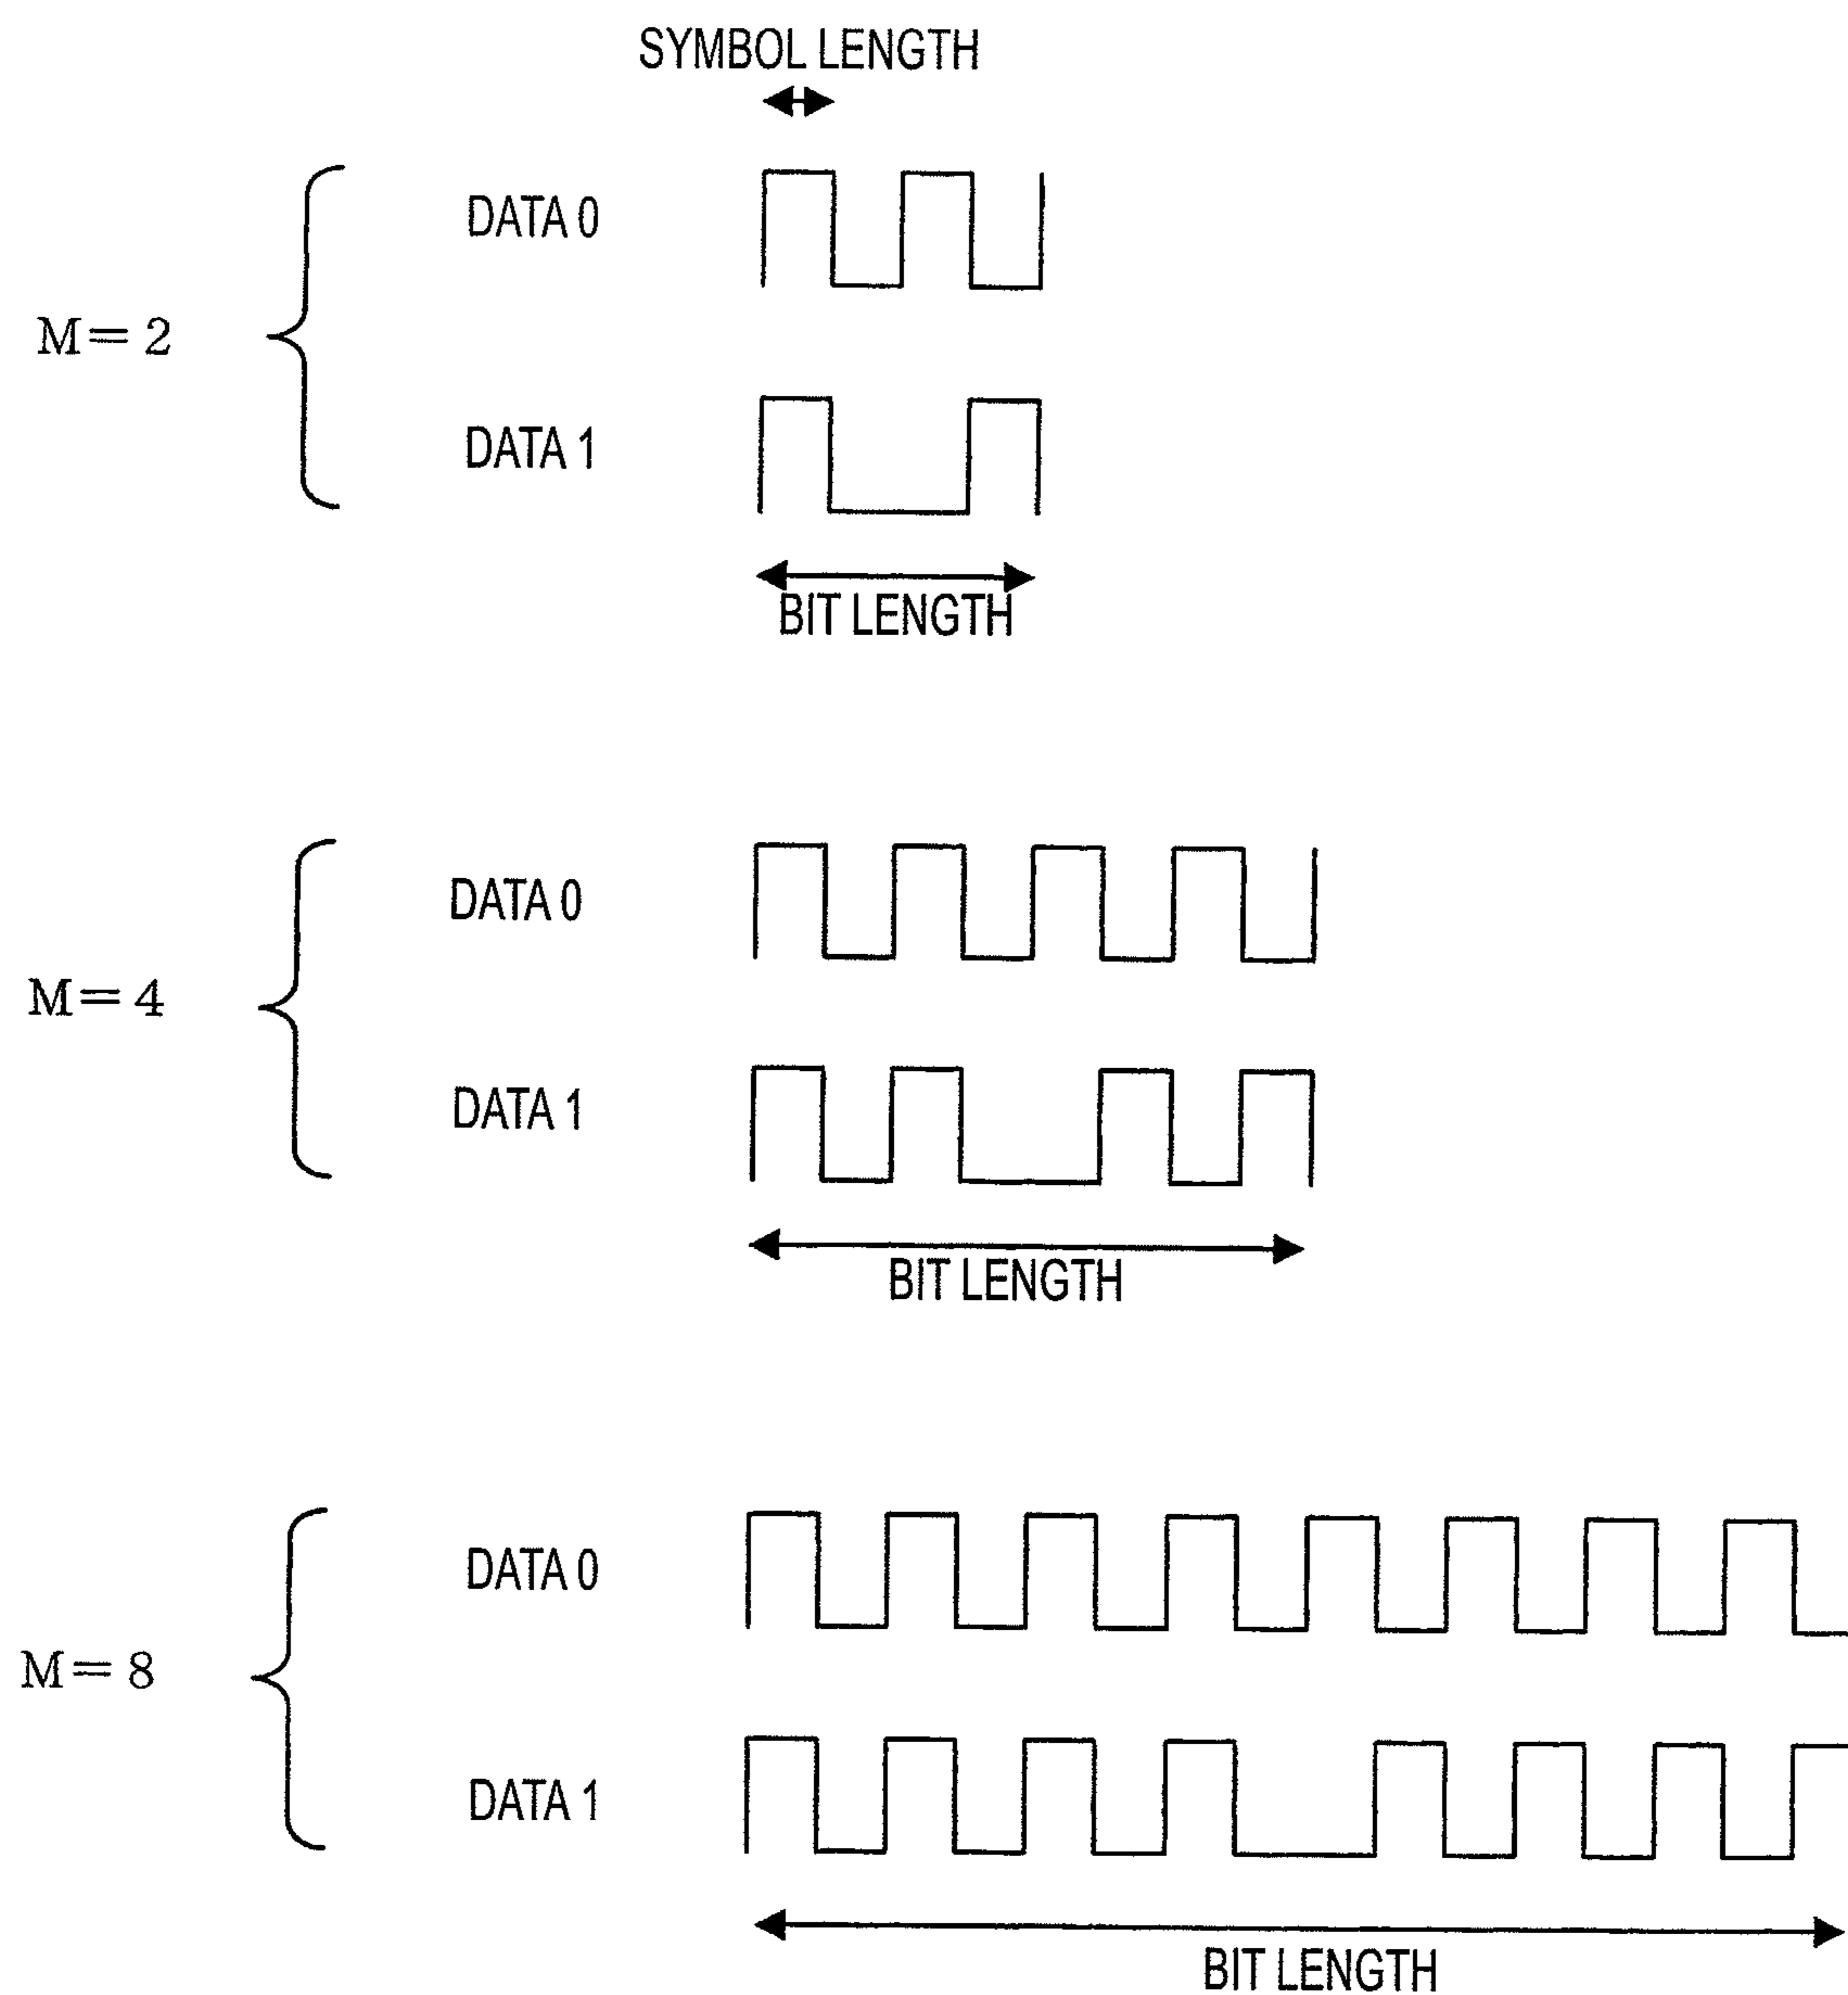 SYMBOL LENGTH
DATA 0
M=2
DATA 1
BIT LENGTH
DATA 0
M=4
DATA 1
BIT LENGTH
DATA 0
M=8
DATA 1
BIT LENGTH